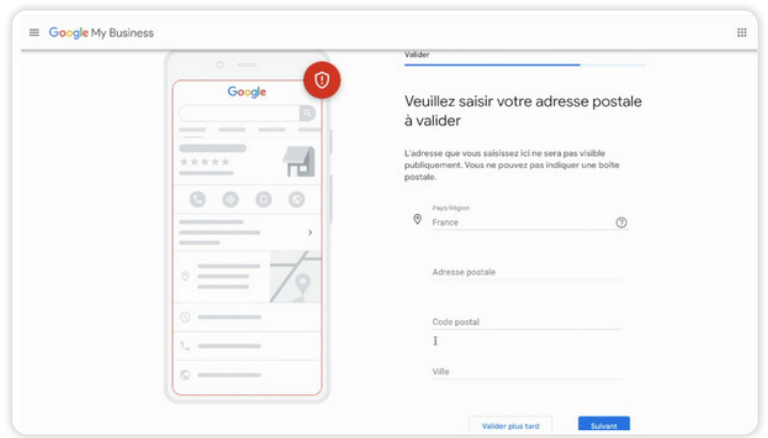 Google My Business
Google
Valider
Veuillez saisir votre adresse postale
à valider
L'adresse que vous saisissez ici ne sera pas visible
publiquement. Vous ne pouvez pas indiquer une boîte
postale.
Pays/Région
France
Adresse postale
Code postal
Ville
Valider plus tard
Suivant